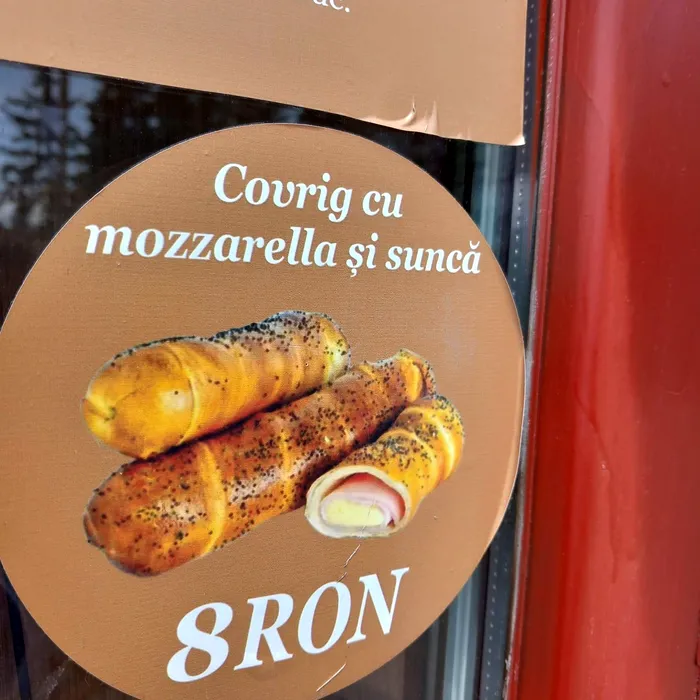 Covrig cu
mozzarella și suncă
8RON